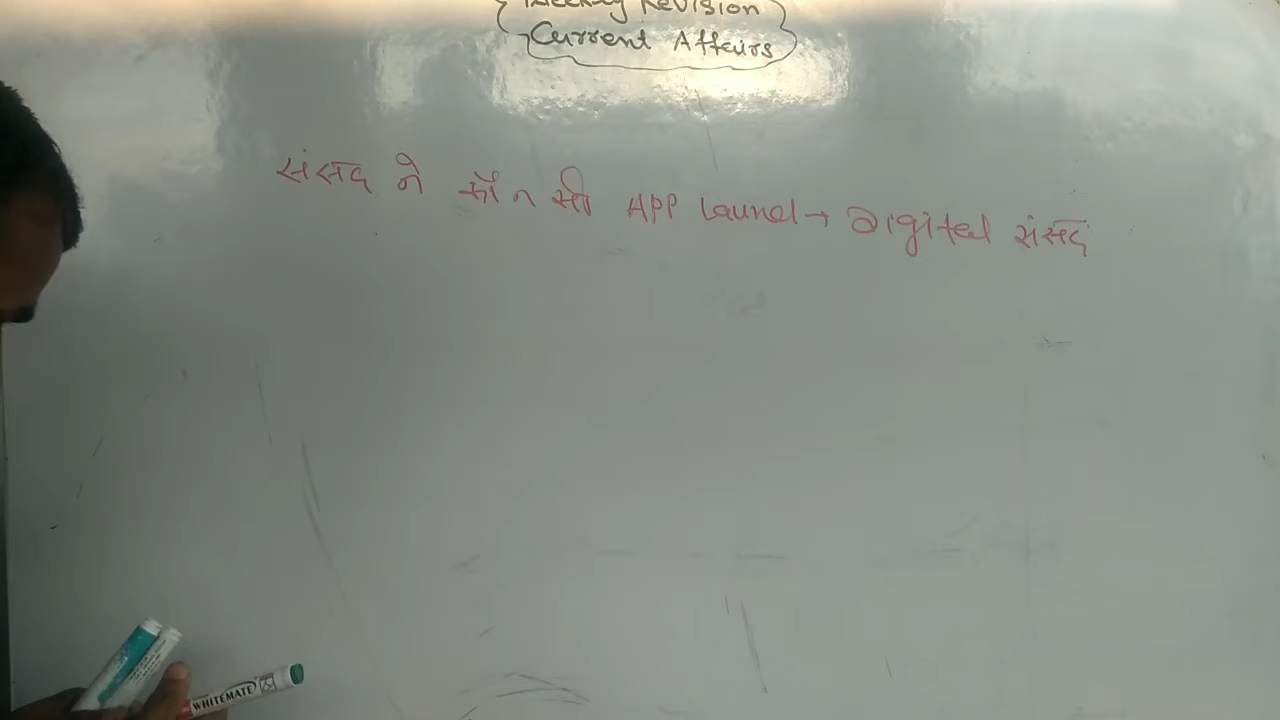 Weekly Revision
Current Affairs
संसद ने कौन सी APP Launch → Digital संसद
WHITEMATE